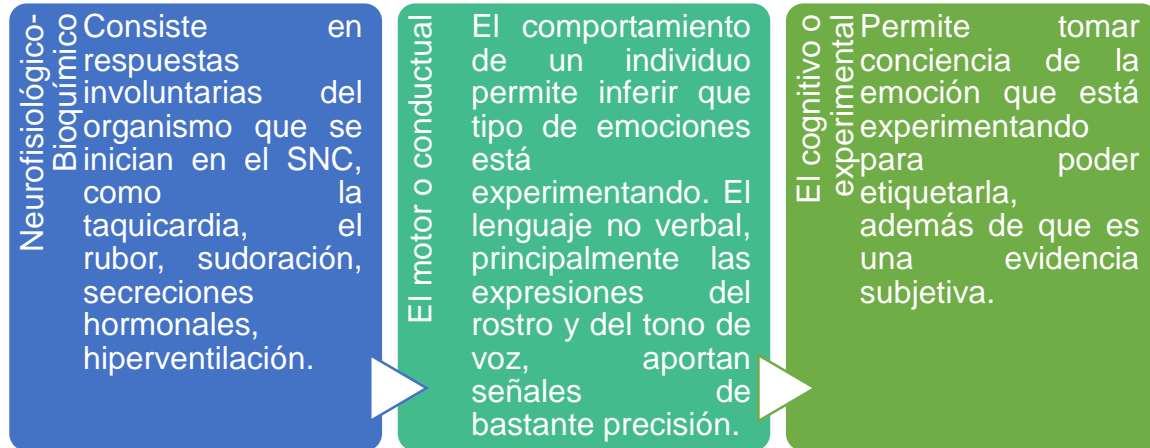 Neurofisiológico-
Bioquímico
Consiste en
respuestas
involuntarias del
organismo que se
inician en el SNC,
como la
taquicardia, el
rubor, sudoración,
secreciones
hormonales,
hiperventilación.
El motor o conductual
El comportamiento
de un individuo
permite inferir que
tipo de emociones
está
experimentando. El
lenguaje no verbal,
principalmente las
expresiones del
rostro y del tono de
voz, aportan
señales de
bastante precisión.
El cognitivo o
experimental
Permite tomar
conciencia de la
emoción que está
experimentando
para poder
etiquetarla,
además de que es
una evidencia
subjetiva.